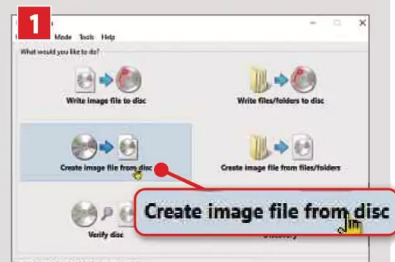 1
Mode Tools Help
What would you like to do?
Write image file to disc
Write files/folders to disc
Create image file from disc
Create image file from files/folders
Create image file from disc
Verify disc
Discovery